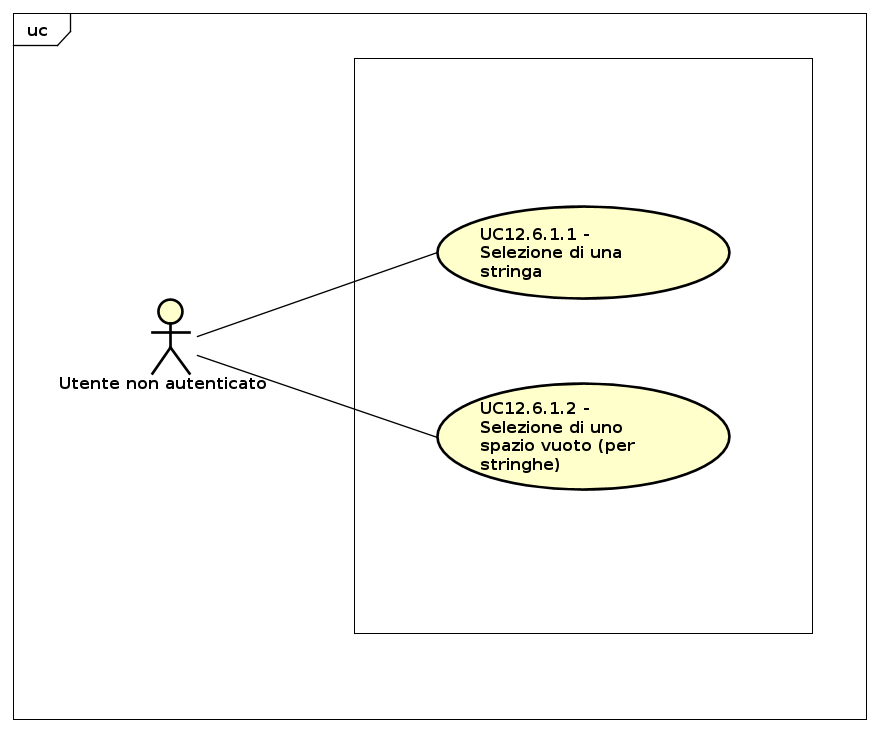 uc
UC12.6.1.1 -
Selezione di una
stringa
Utente non autenticato
UC12.6.1.2 -
Selezione di uno
spazio vuoto (per
stringhe)